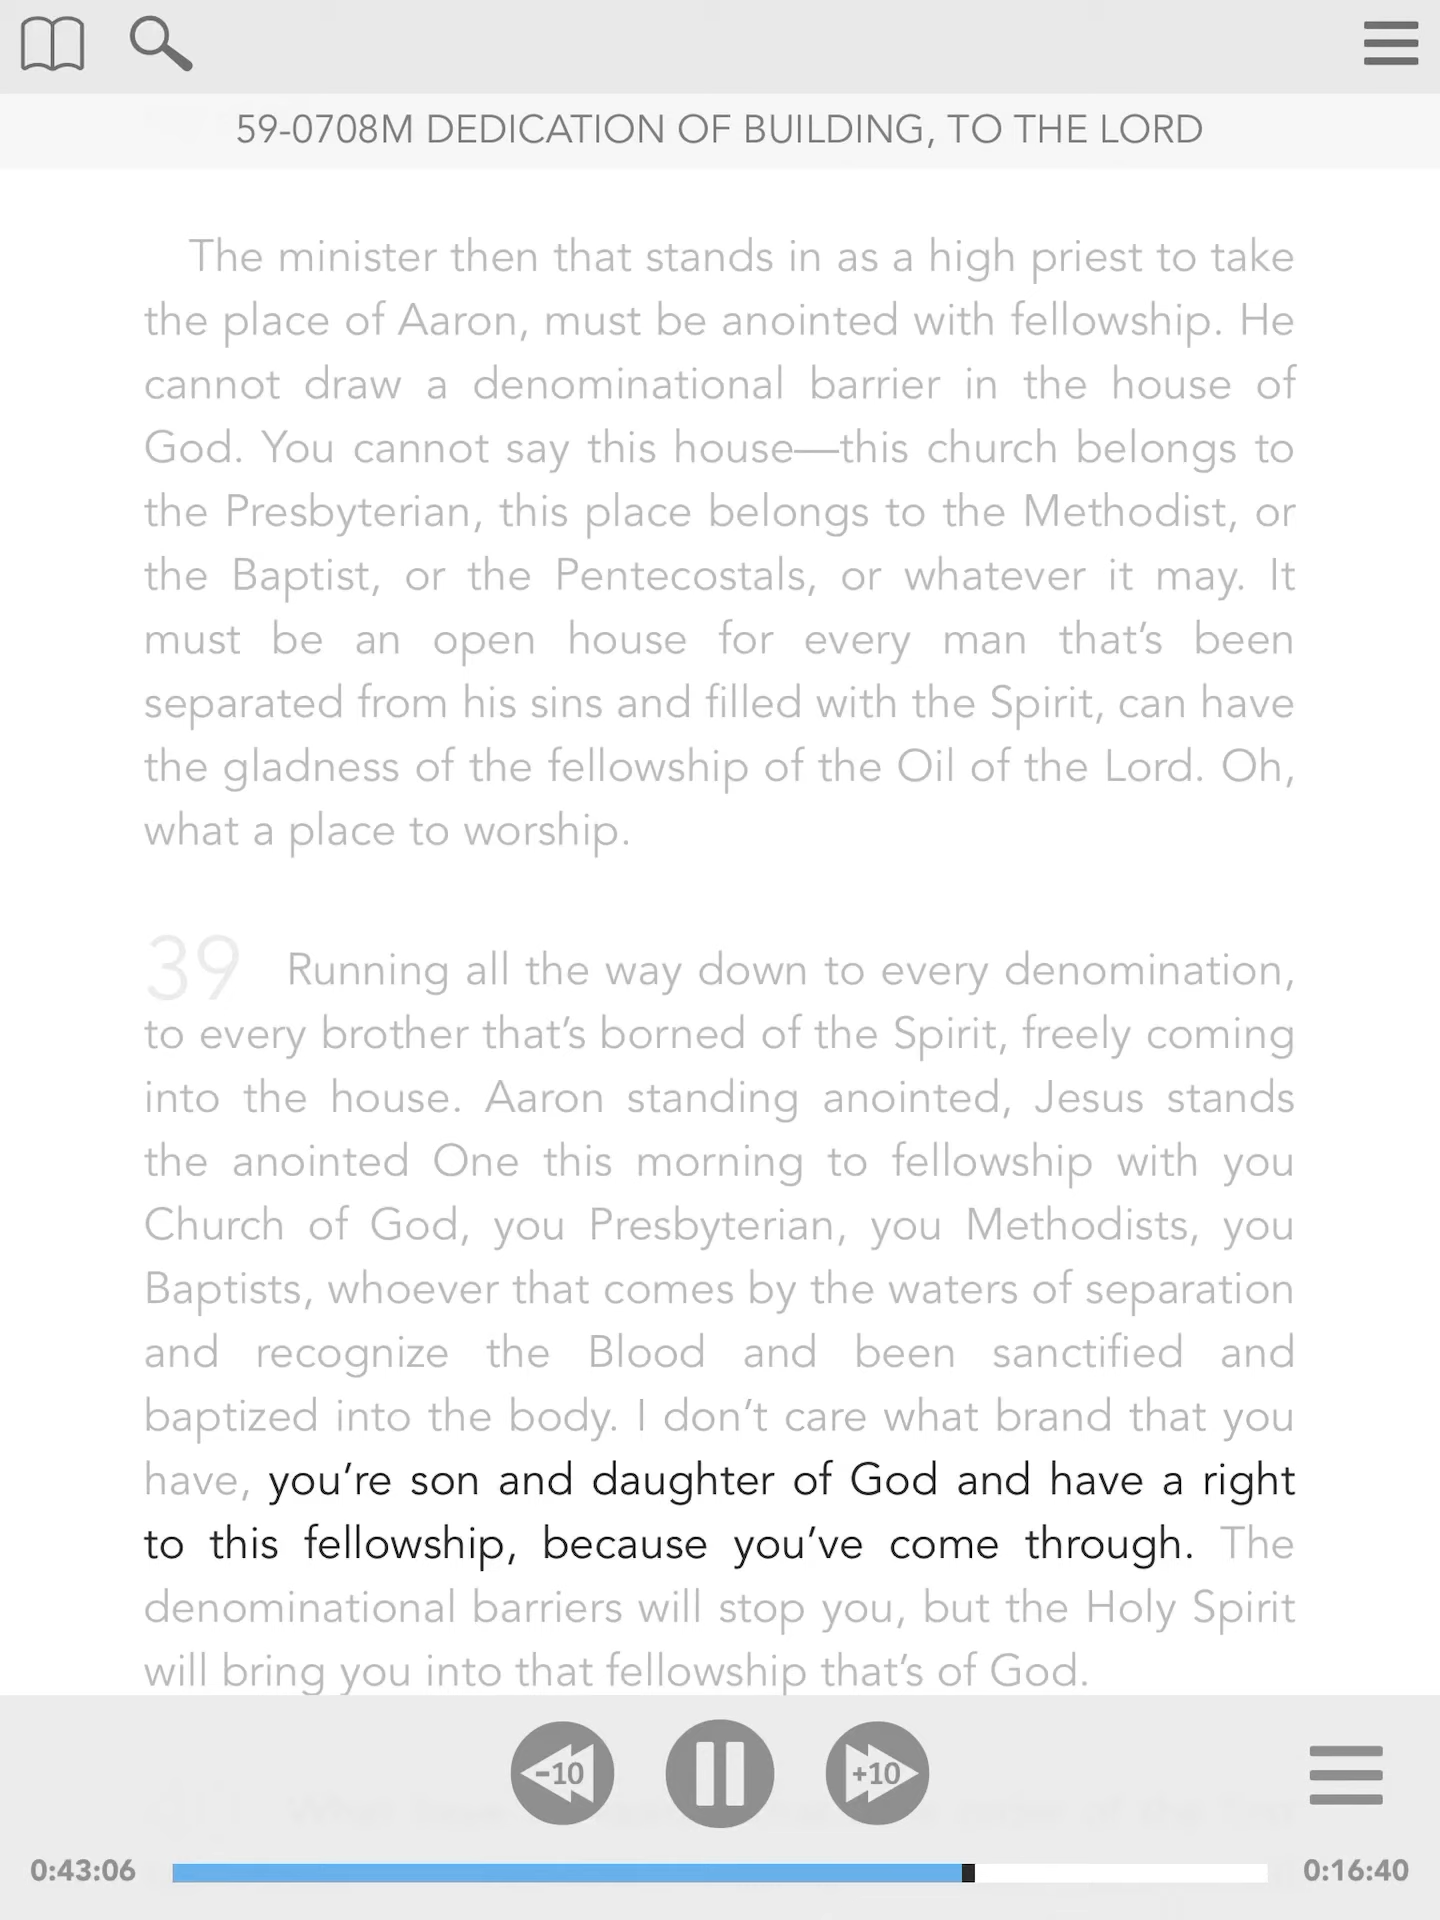 59-0708M DEDICATION OF BUILDING, TO THE LORD
The minister then that stands in as a high priest to take
the place of Aaron, must be anointed with fellowship. He
cannot draw a denominational barrier in the house of
God. You cannot say this house—this church belongs to
the Presbyterian, this place belongs to the Methodist, or
the Baptist, or the Pentecostals, or whatever it may. It
must be an open house for every man that’s been
separated from his sins and filled with the Spirit, can have
the gladness of the fellowship of the Oil of the Lord. Oh,
what a place to worship.
39 Running all the way down to every denomination,
to every brother that’s borned of the Spirit, freely coming
into the house. Aaron standing anointed, Jesus stands
the anointed One this morning to fellowship with you
Church of God, you Presbyterian, you Methodists, you
Baptists, whoever that comes by the waters of separation
and recognize the Blood and been sanctified and
baptized into the body. I don’t care what brand that you
have, you’re son and daughter of God and have a right
to this fellowship, because you’ve come through. The
denominational barriers will stop you, but the Holy Spirit
will bring you into that fellowship that’s of God.
-10 +10
0:43:06 0:16:40